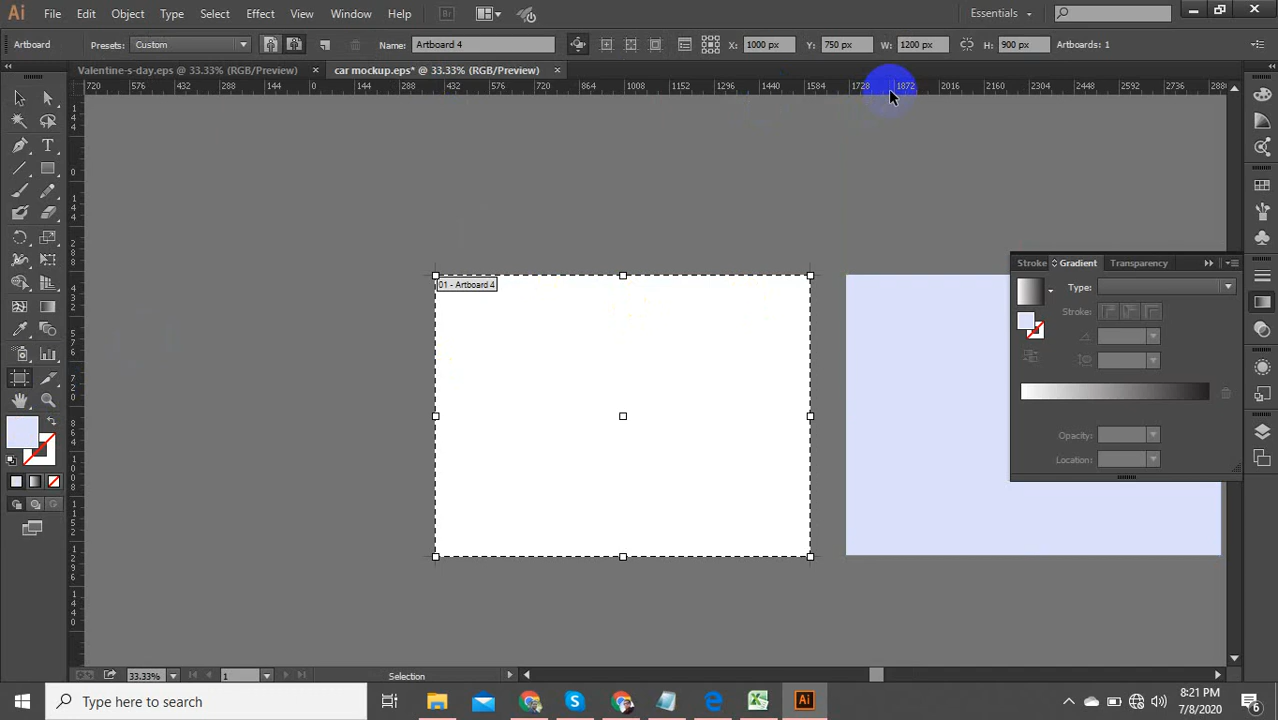 Ai File Edit Object Type Select Effect View Window Help Br Essentials
Artboard Presets: Custom Name: Artboard 4 X: 1000 px Y: 750 px W: 1200 px H: 900 px Artboards: 1
Valentine-s-day.eps @ 33.33% (RGB/Preview) × car mockup.eps* @ 33.33% (RGB/Preview) ×
720 576 432 288 144 0 144 288 432 576 720 864 1008 1152 1296 1440 1584 1728 1872 2016 2160 2304 2448 2592 2736 288
01 - Artboard 4
Stroke Gradient Transparency
Type:
Stroke:
Opacity:
Location:
33.33% 1 Selection
Type here to search
8:21 PM
7/8/2020
6